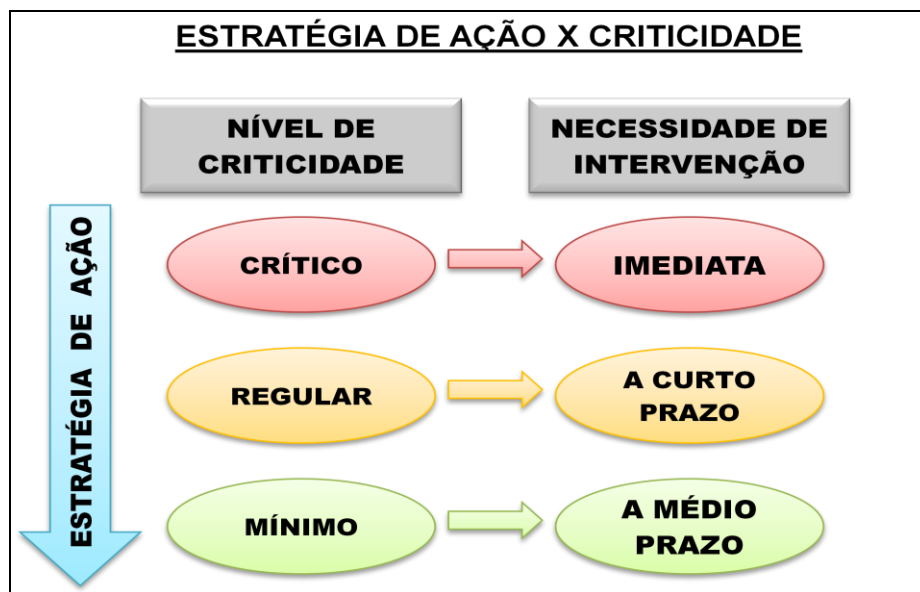 ESTRATÉGIA DE AÇÃO X CRITICIDADE
NÍVEL DE
CRITICIDADE
NECESSIDADE DE
INTERVENÇÃO
ESTRATÉGIA DE AÇÃO
CRÍTICO
IMEDIATA
REGULAR
A CURTO
PRAZO
MÍNIMO
A MÉDIO
PRAZO